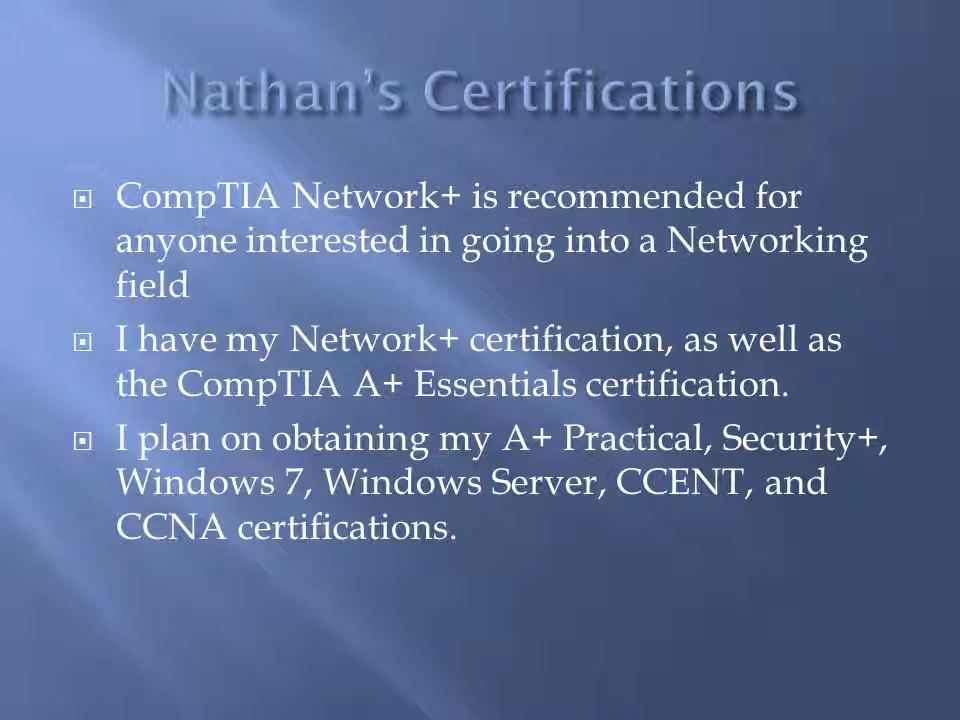 Nathan’s Certifications
CompTIA Network+ is recommended for
anyone interested in going into a Networking
field
I have my Network+ certification, as well as
the CompTIA A+ Essentials certification.
I plan on obtaining my A+ Practical, Security+,
Windows 7, Windows Server, CCENT, and
CCNA certifications.